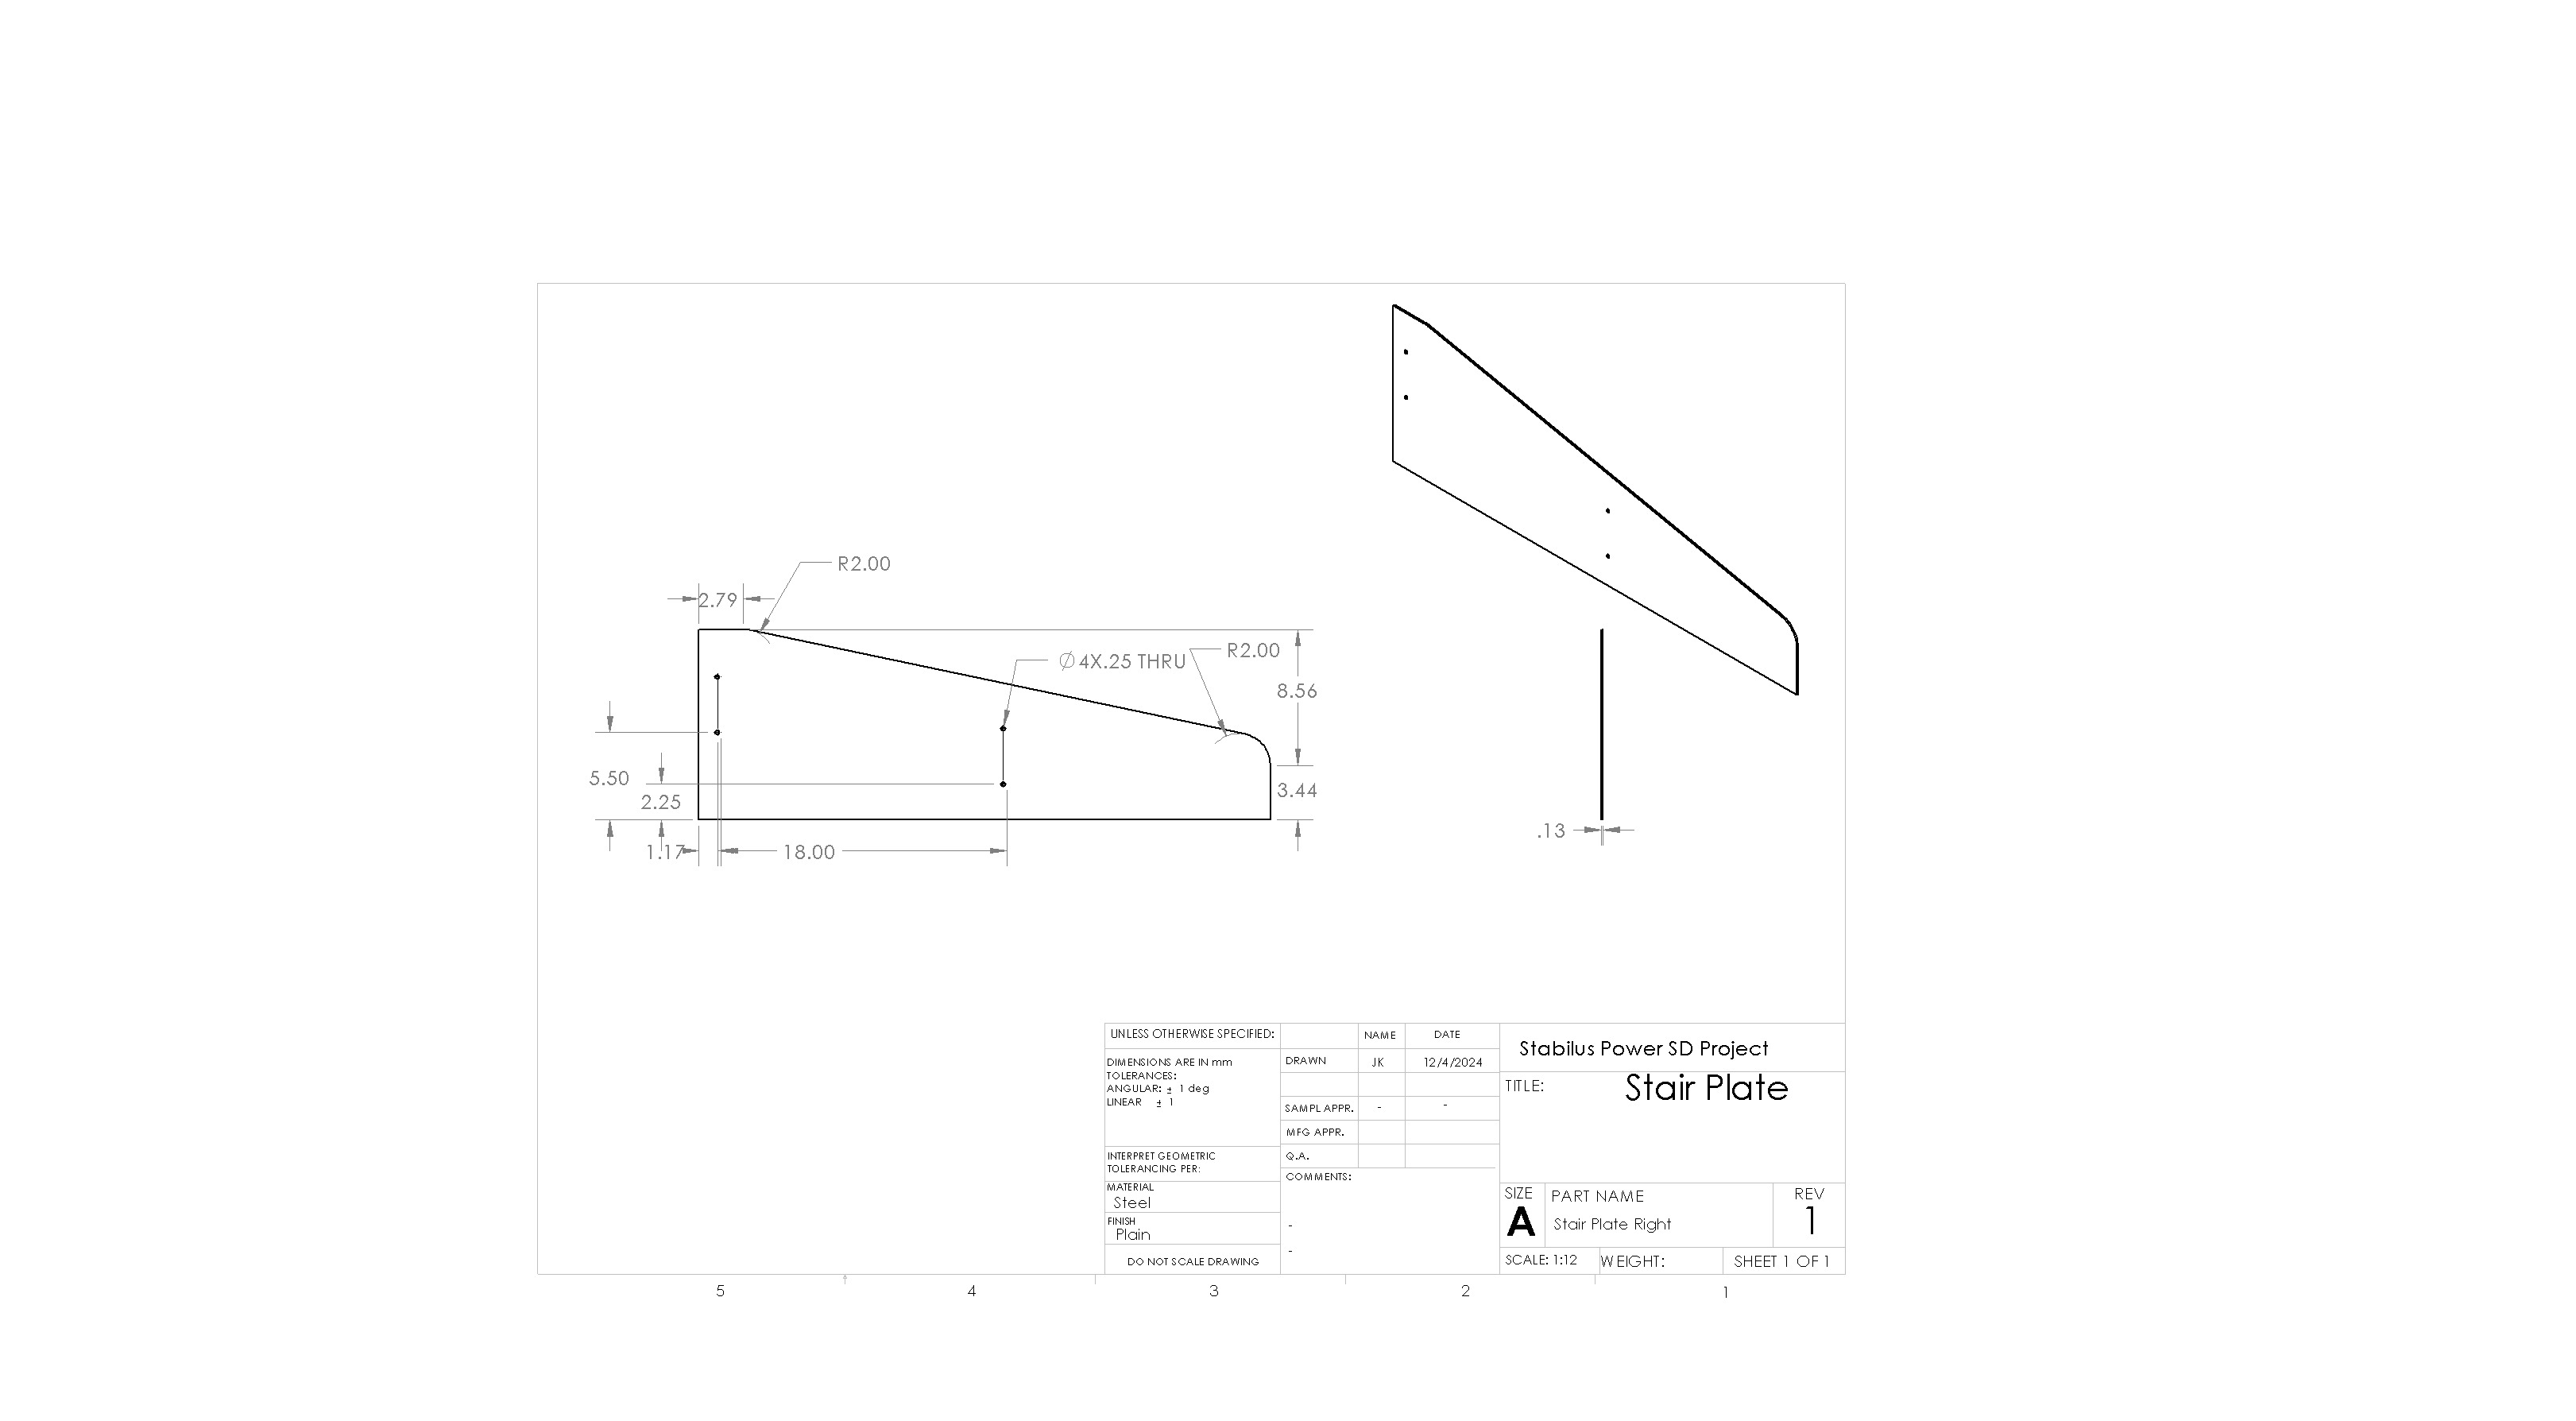 R2.00
2.79
Ø 4X.25 THRU
R2.00
8.56
5.50
2.25
3.44
1.17
18.00
.13
UNLESS OTHERWISE SPECIFIED:
DIMENSIONS ARE IN mm
TOLERANCES:
ANGULAR: ± 1 deg
LINEAR ± 1
INTERPRET GEOMETRIC
TOLERANCING PER:
MATERIAL
Steel
FINISH
Plain
DO NOT SCALE DRAWING
NAME DATE
DRAWN JK 12/4/2024
SAMPL APPR. - -
MFG APPR.
Q.A.
COMMENTS:
-
-
Stabilus Power SD Project
TITLE: Stair Plate
SIZE
A
PART NAME
Stair Plate Right
REV
1
SCALE: 1:12 WEIGHT: SHEET 1 OF 1
5 4 3 2 1